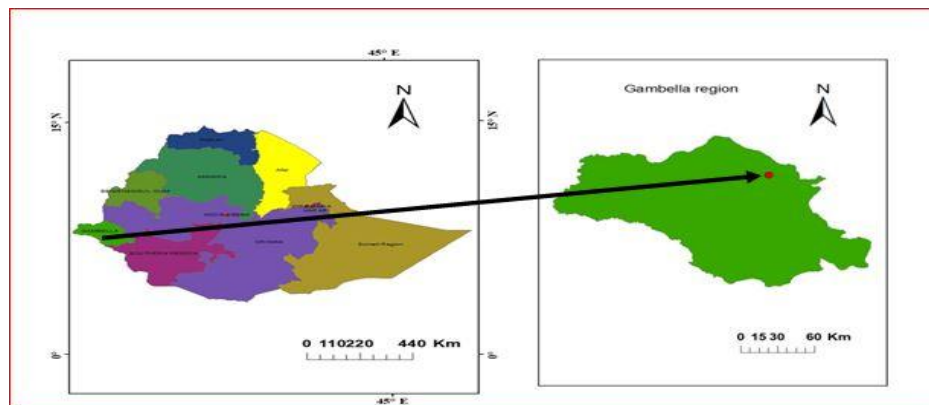 45° E
N
15° N
Afar
AMHARA
GAMBELLA
OROMIA
Somali Region
0°
0 110220 440 Km
45° E
Gambella region
N
15° N
0 15 30 60 Km
0°